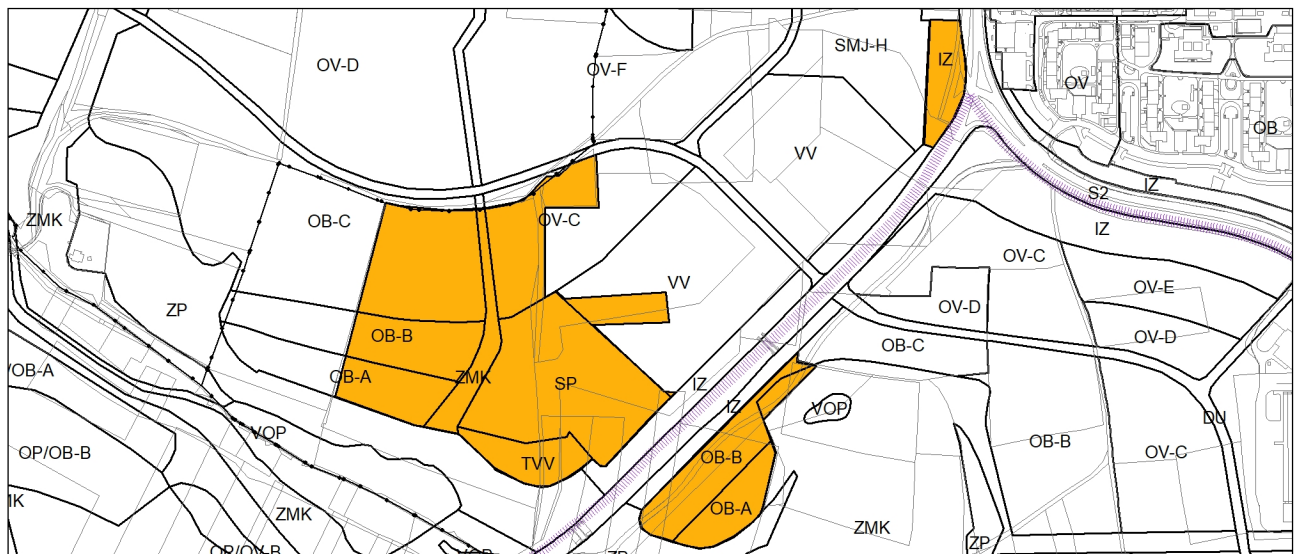 SMJ-H
IZ
OV-D
OV-F
OV
OB
VV
IZ
S2
ZMK
OB-C
OV-C
IZ
OV-C
ZP
VV
OV-E
OV-D
OB-B
OB-C
OV-D
/OB-A
OB-A
ZMK
SP
IZ
IZ
VOP
DU
VOP
OB-B
OP/OB-B
TVV
OB-B
OV-C
OB-A
ZMK
ZMK
ZP
OP/OV-B
VOP